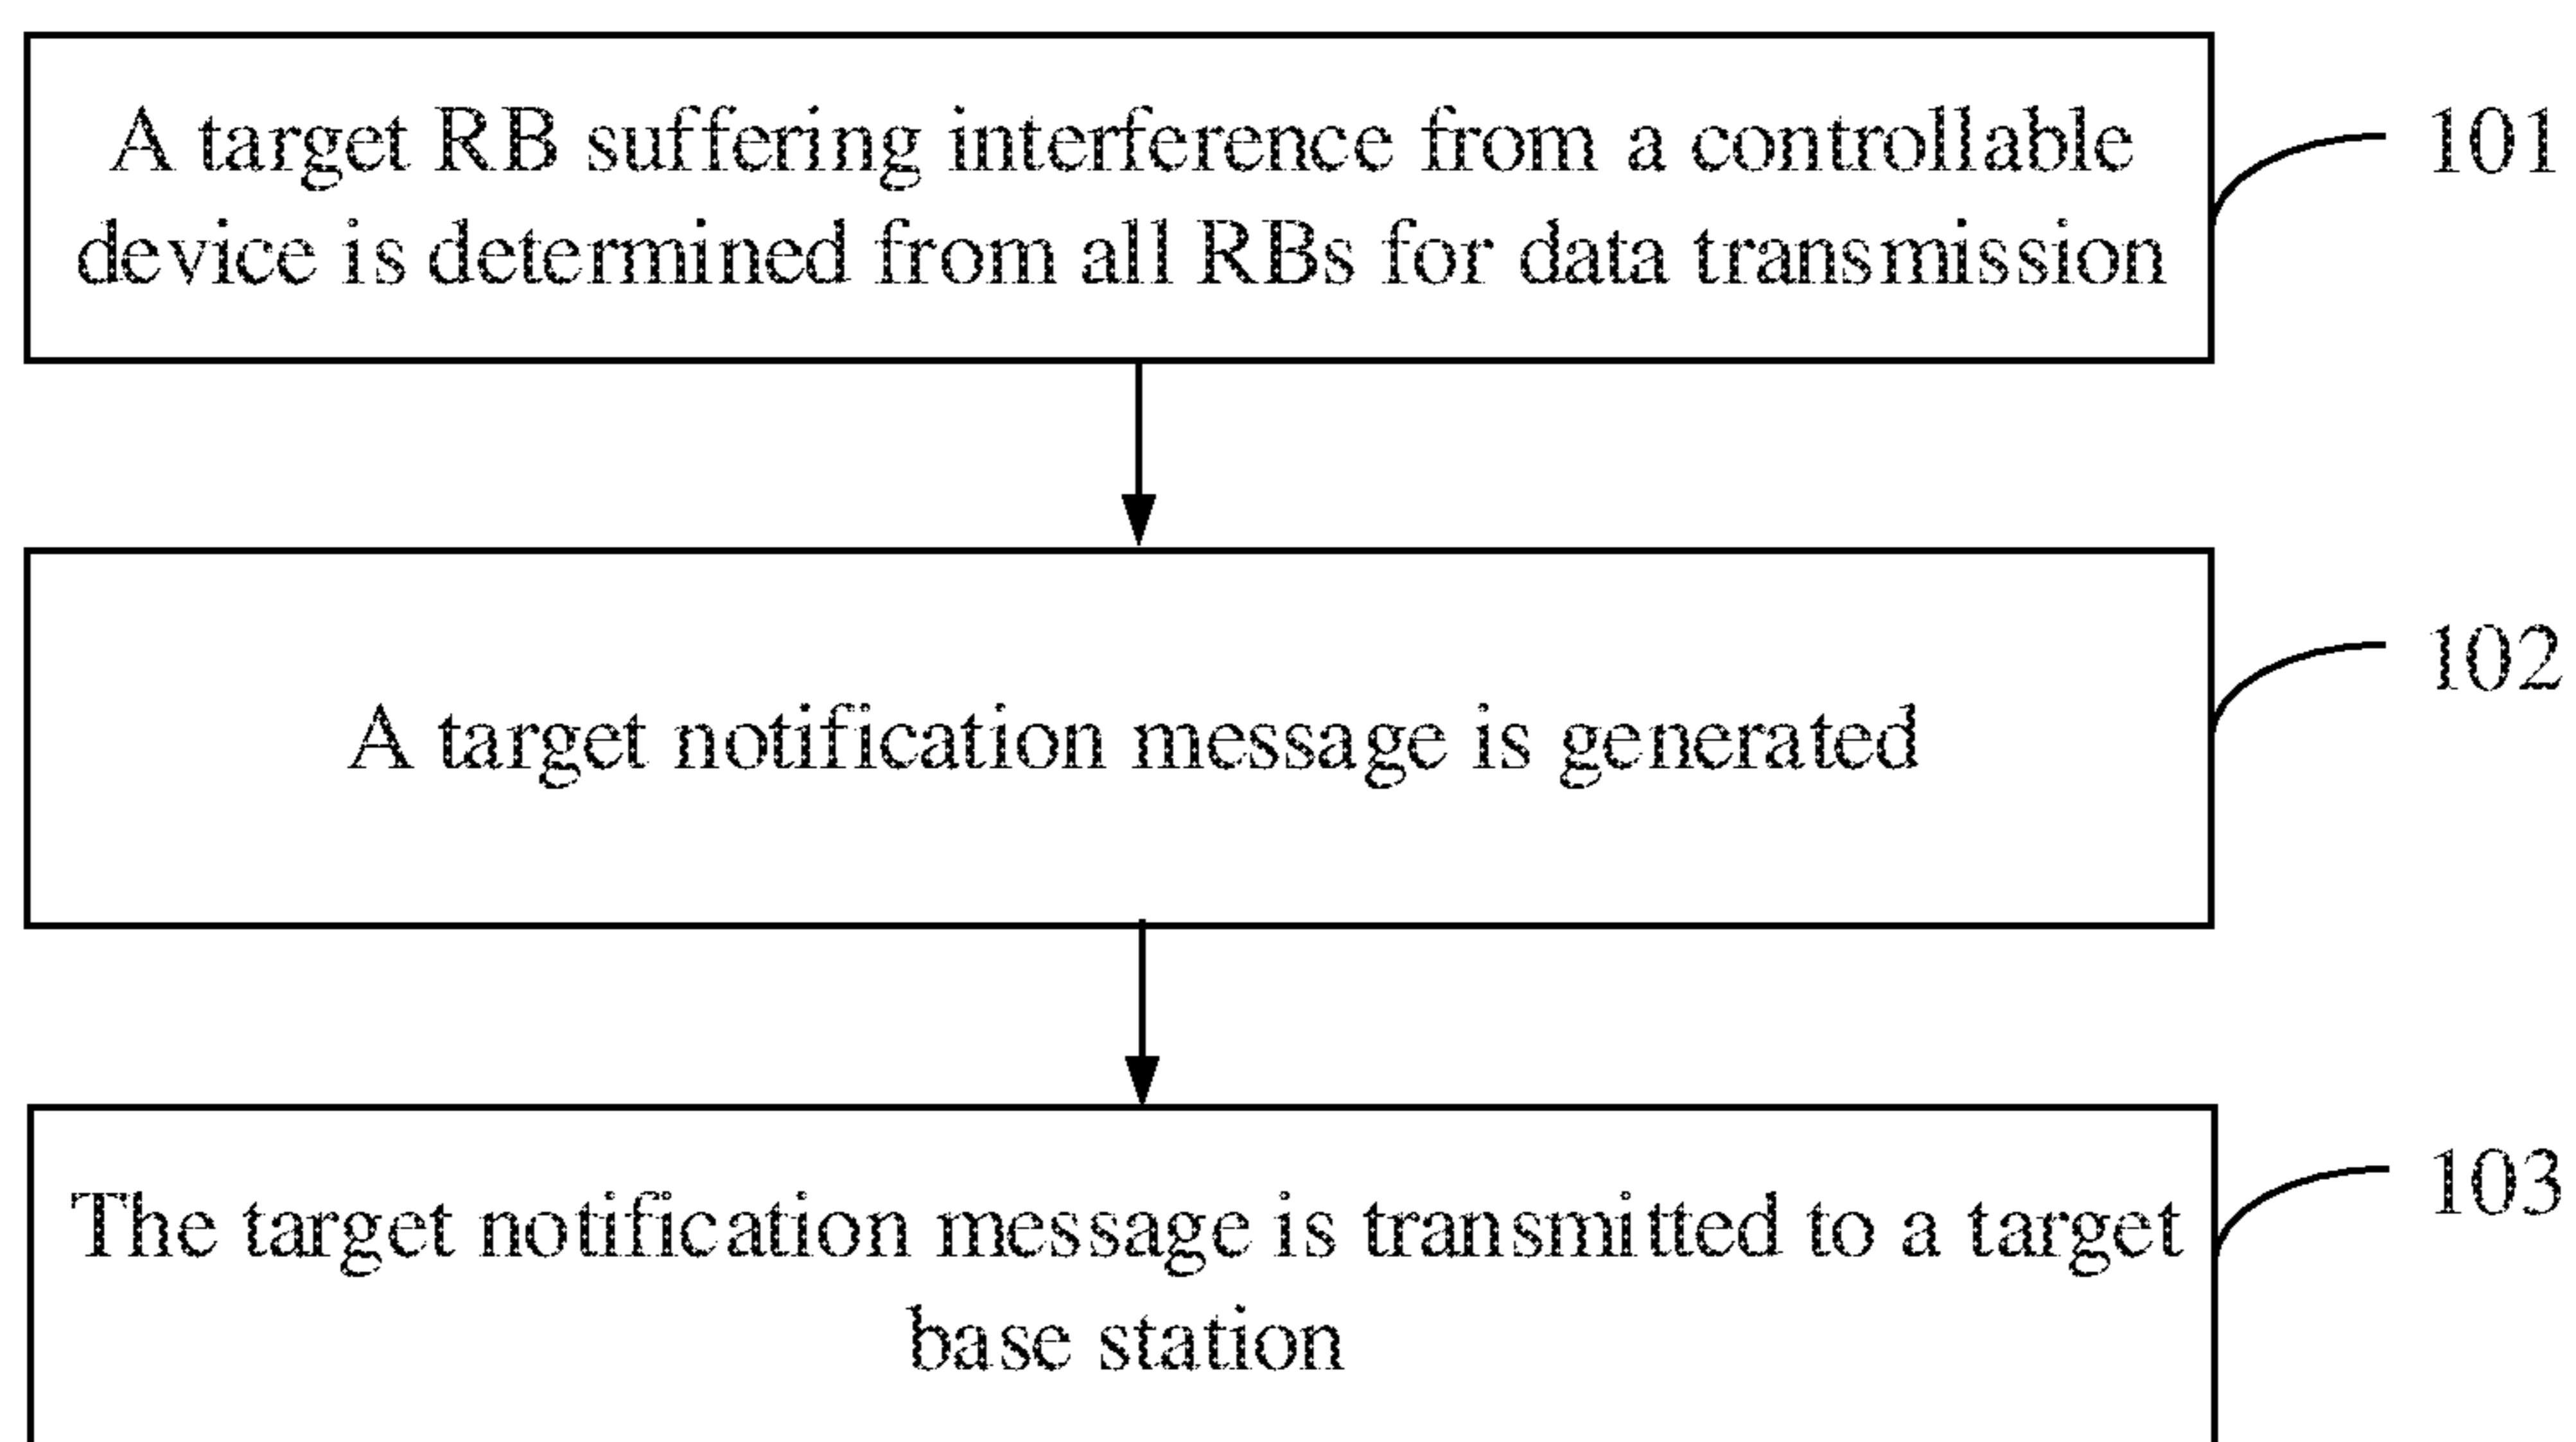 A target RB suffering interference from a controllable
device is determined from all RBs for data transmission
101
A target notification message is generated
102
The target notification message is transmitted to a target
base station
103